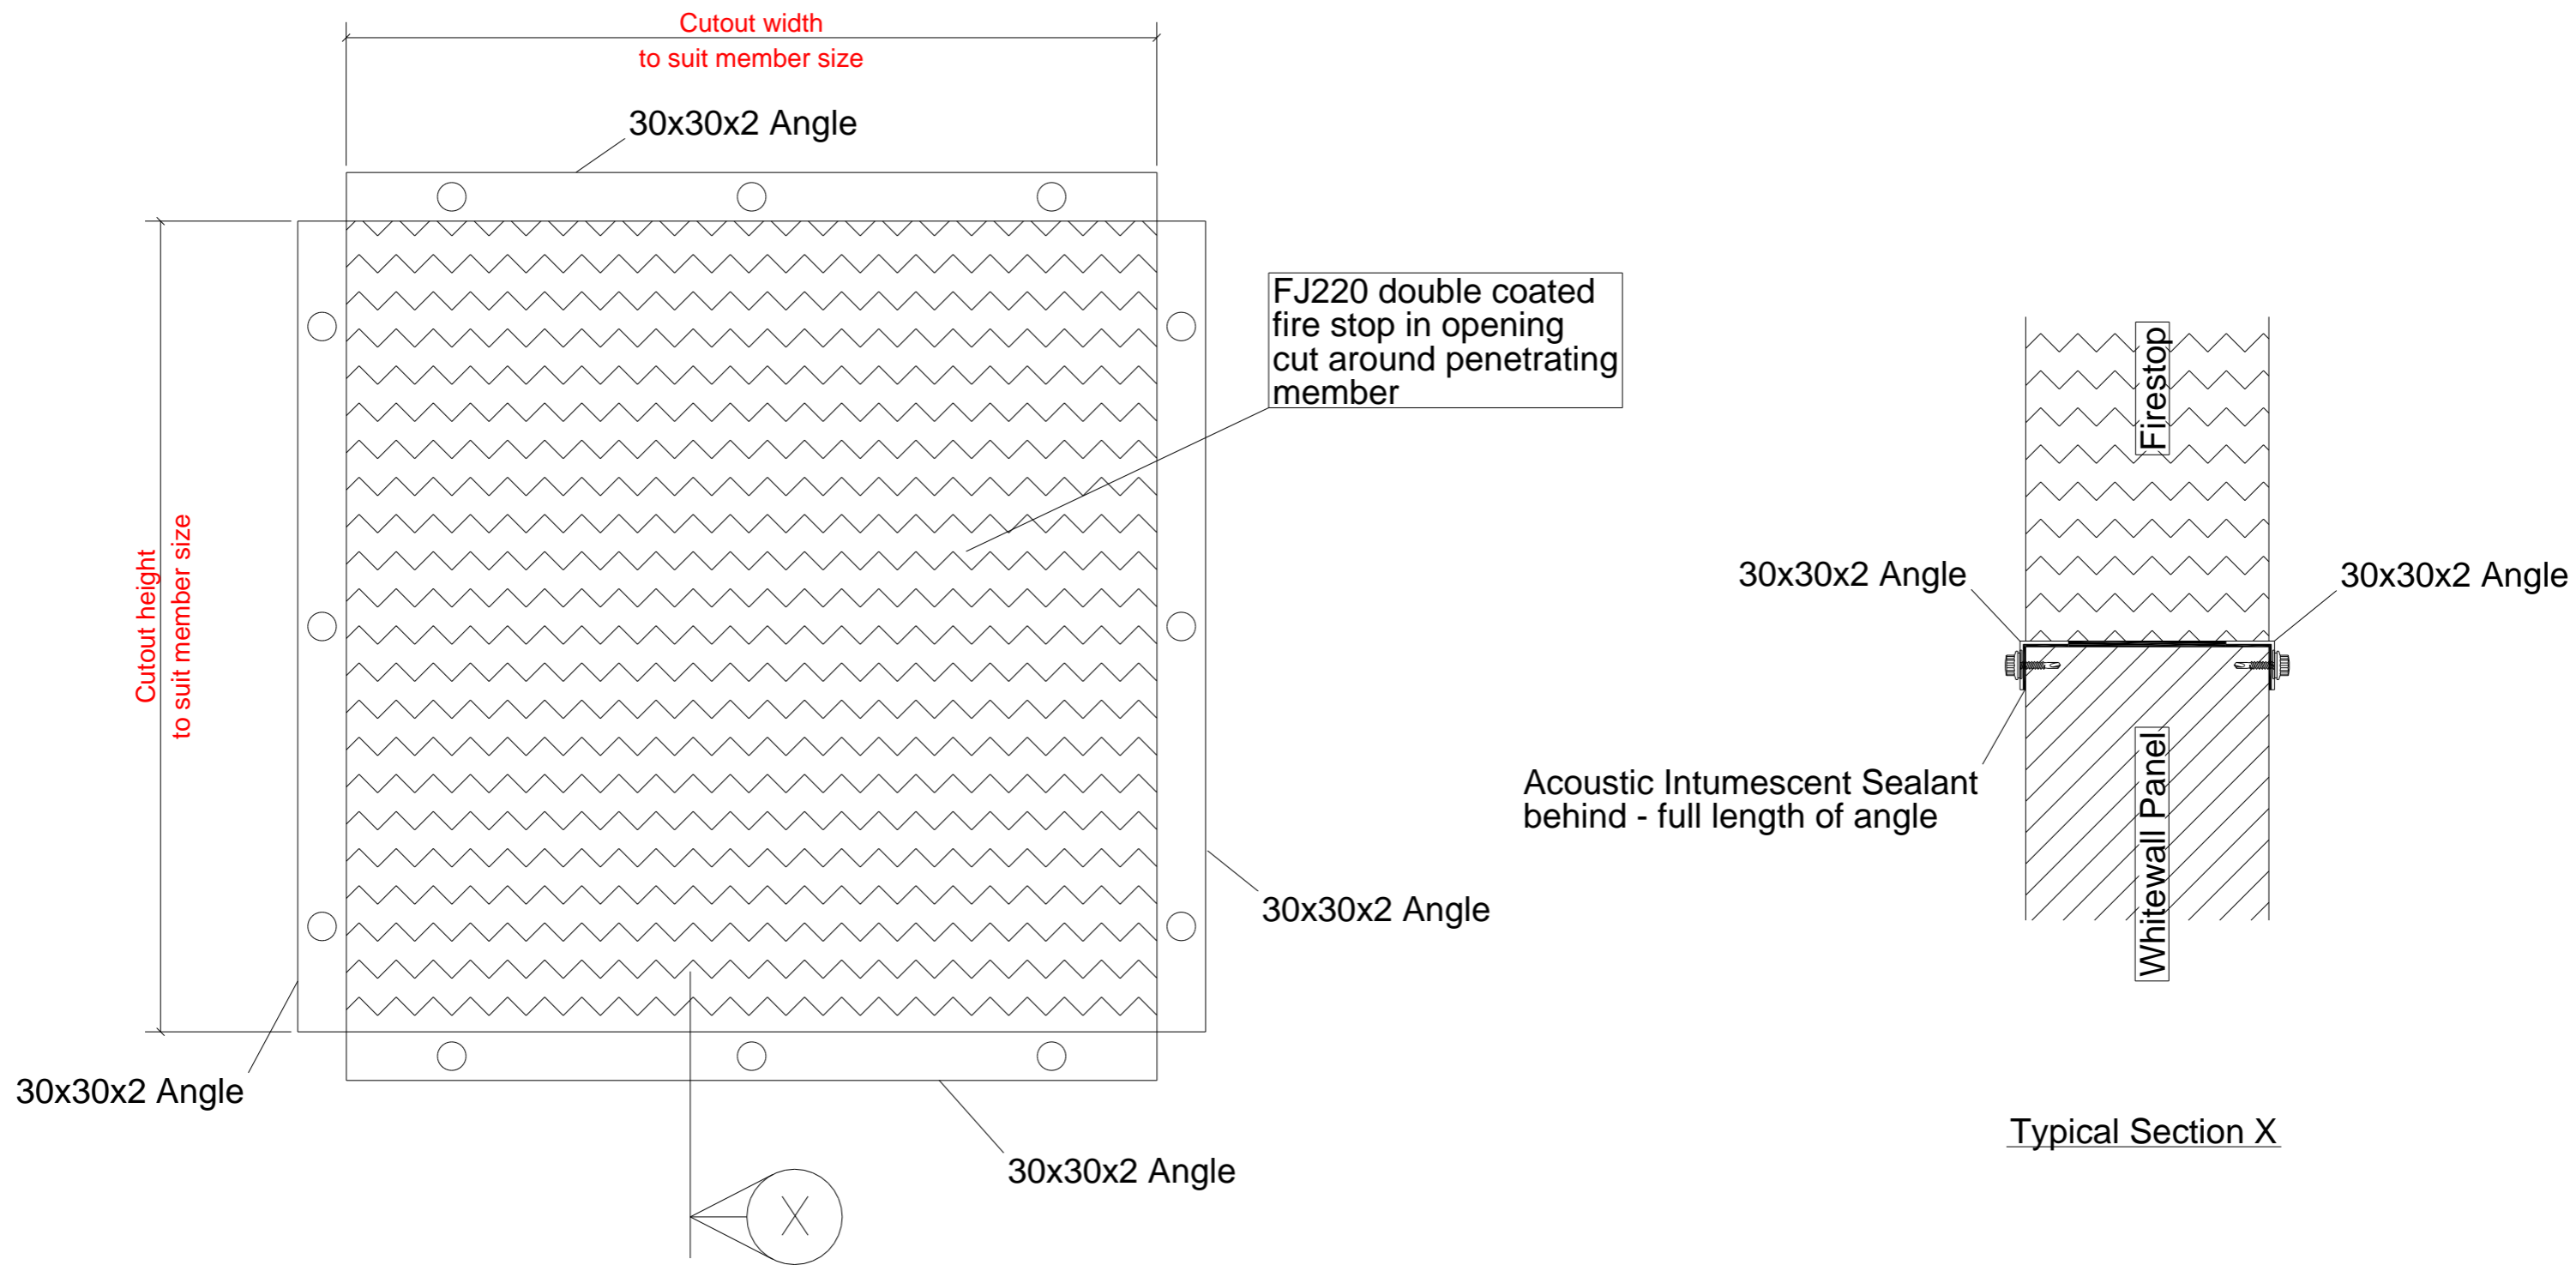 Cutout width
to suit member size
30x30x2 Angle
FJ220 double coated
fire stop in opening
cut around penetrating
member
Cutout height
to suit member size
30x30x2 Angle
30x30x2 Angle
30x30x2 Angle
X
Firestop
30x30x2 Angle
30x30x2 Angle
Acoustic Intumescent Sealant
behind - full length of angle
Whitewall Panel
Typical Section X